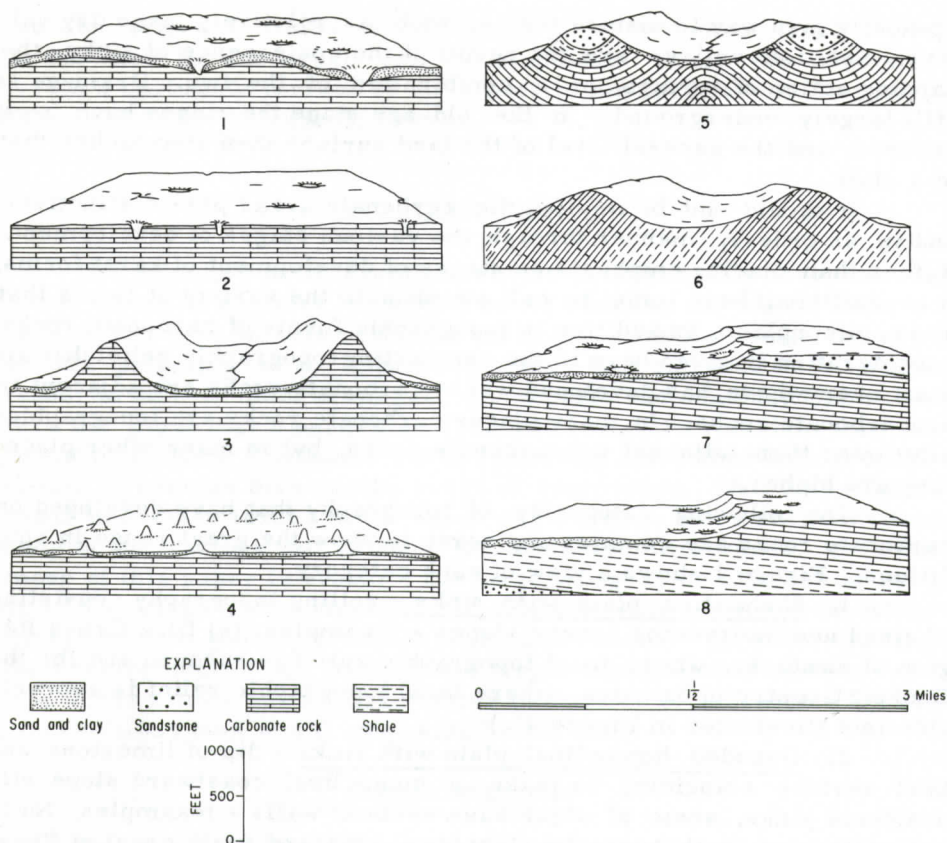 1
5
2
6
3
7
4
8
EXPLANATION
Sand and clay
Sandstone
Carbonate rock
Shale
0
1½
3 Miles
1000
500
0
FEET